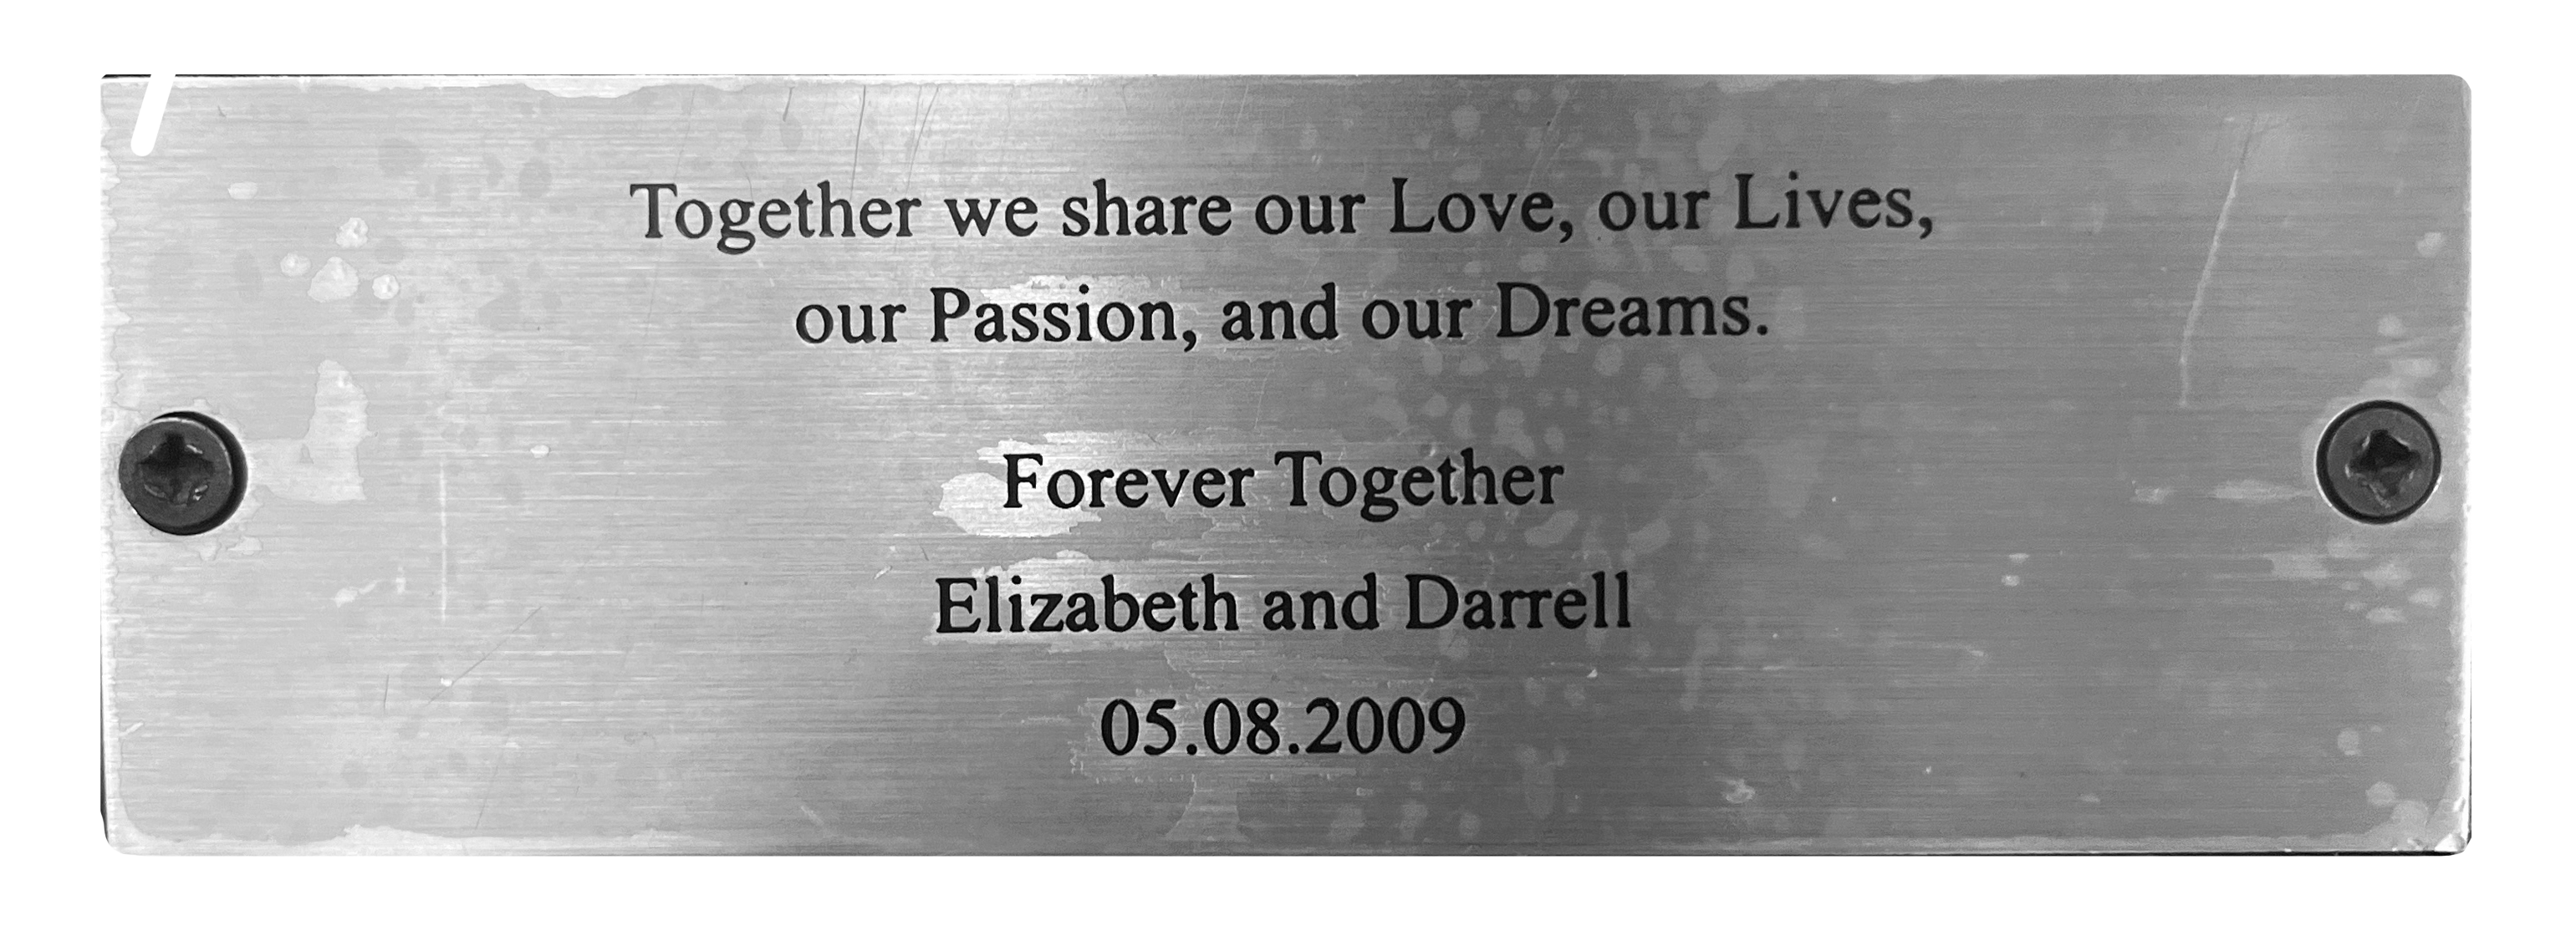 Together we share our Love, our Lives,
our Passion, and our Dreams.
Forever Together
Elizabeth and Darrell
05.08.2009